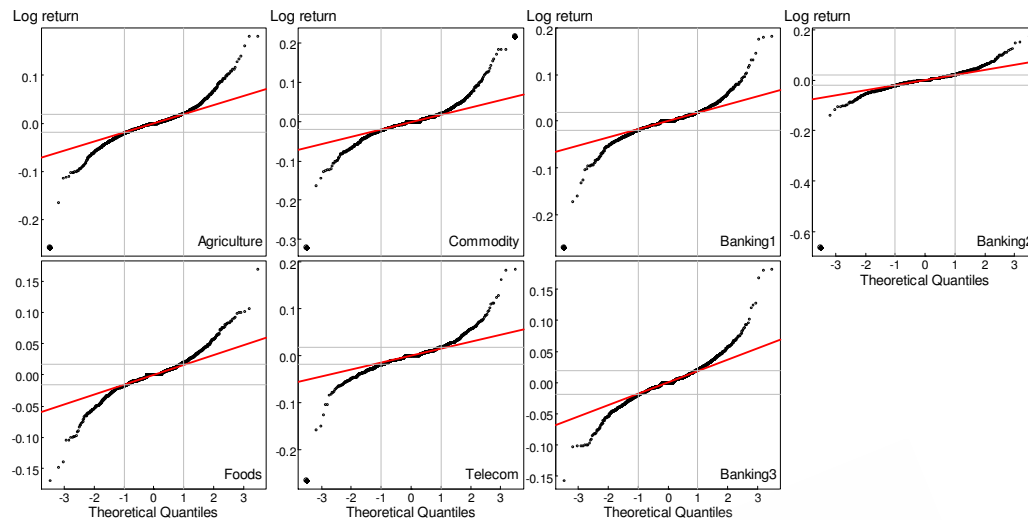 Log return
Log return
Log return
Log return
0.1
0.0
-0.1
-0.2
Agriculture
0.2
0.1
0.0
-0.1
-0.2
-0.3
Commodity
0.1
0.0
-0.1
-0.2
Banking1
0.2
0.0
-0.2
-0.4
-0.6
Banking2
-3 -2 -1 0 1 2 3
Theoretical Quantiles
0.15
0.10
0.05
0.00
-0.05
-0.10
-0.15
Foods
-3 -2 -1 0 1 2 3
Theoretical Quantiles
0.2
0.1
0.0
-0.1
-0.2
Telecom
-3 -2 -1 0 1 2 3
Theoretical Quantiles
0.15
0.10
0.05
0.00
-0.05
-0.10
-0.15
Banking3
-3 -2 -1 0 1 2 3
Theoretical Quantiles